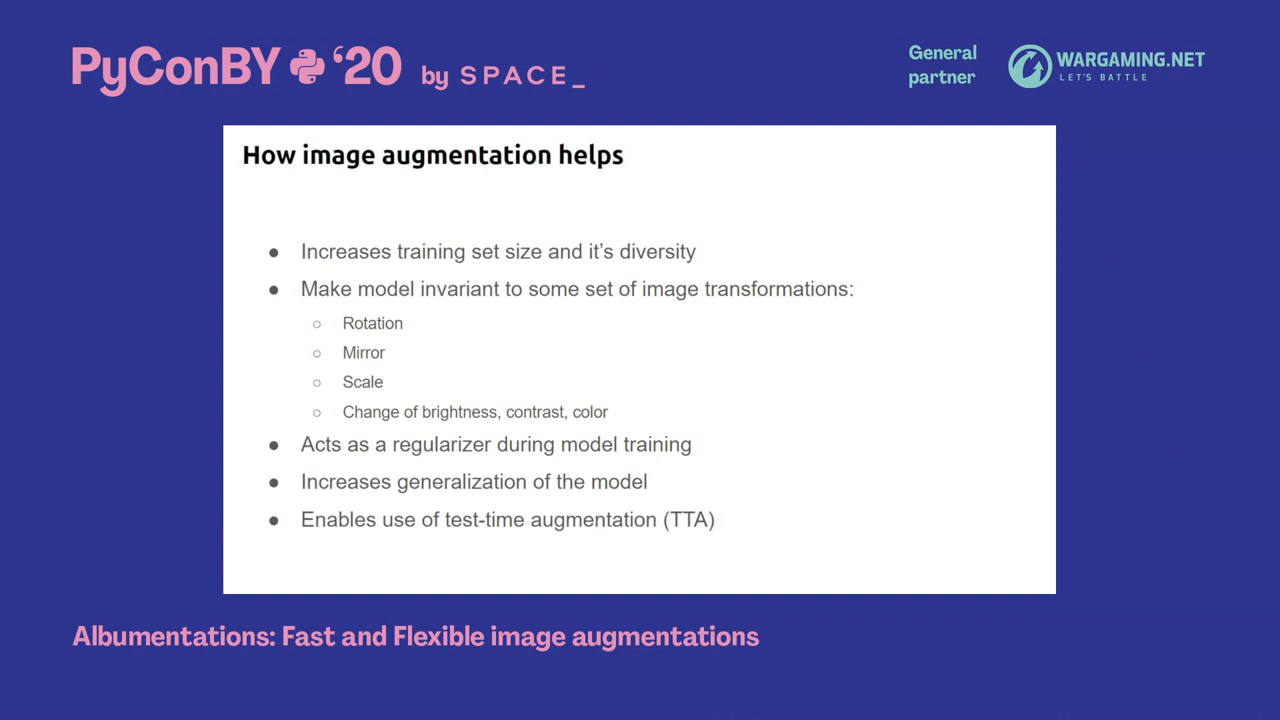 PyConBY '20 by SPACE_
General
partner
WARGAMING.NET
LET'S BATTLE
How image augmentation helps
● Increases training set size and it's diversity
● Make model invariant to some set of image transformations:
○ Rotation
○ Mirror
○ Scale
○ Change of brightness, contrast, color
● Acts as a regularizer during model training
● Increases generalization of the model
● Enables use of test-time augmentation (TTA)
Albumentations: Fast and Flexible image augmentations